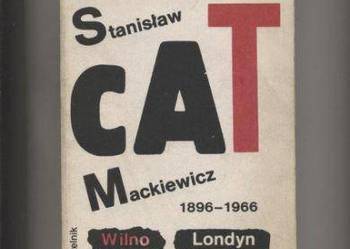 Stanisław
CAT
Mackiewicz
1896–1966
Wilno Londyn